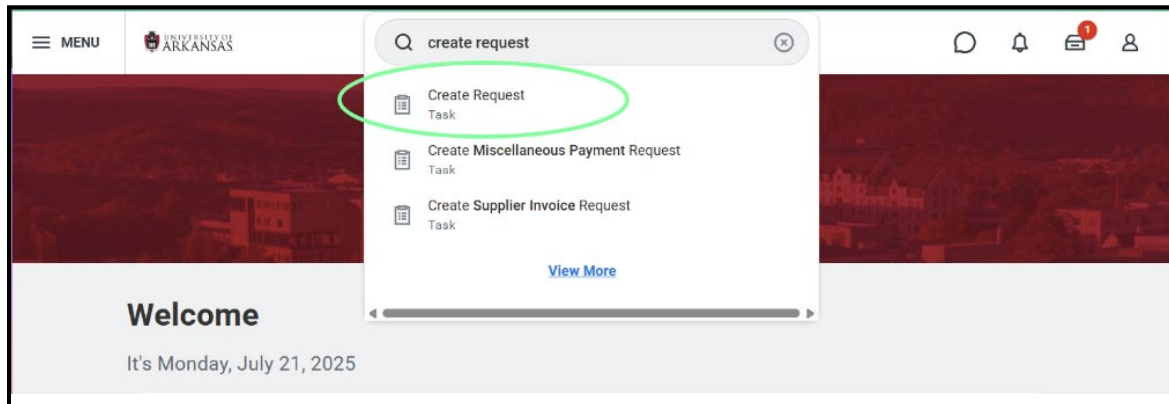 MENU
UNIVERSITY OF
ARKANSAS
create request
1
Create Request
Task
Create Miscellaneous Payment Request
Task
Create Supplier Invoice Request
Task
View More
Welcome
It's Monday, July 21, 2025